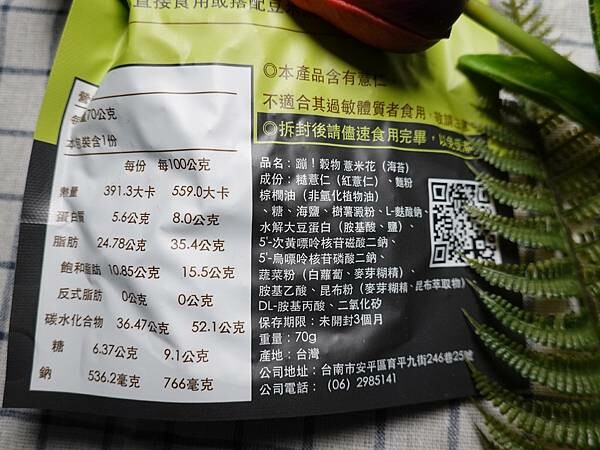 直接食用或搭配豆
◎本產品含有薏仁
不適合其過敏體質者食用，敬請
◎拆封後請儘速食用完畢，以免受
營
70公克
本包裝含1份
每份 每100公克
熱量 391.3大卡 559.0大卡
蛋白質 5.6公克 8.0公克
脂肪 24.78公克 35.4公克
飽和脂肪 10.85公克 15.5公克
反式脂肪 0公克 0公克
碳水化合物 36.47公克 52.1公克
糖 6.37公克 9.1公克
鈉 536.2毫克 766毫克
品名：蹦！穀物 薏米花（海苔）
成份：糙薏仁（紅薏仁）、麵粉
棕櫚油（非氫化植物油）
、糖、海鹽、樹薯澱粉、L-麩酸鈉、
水解大豆蛋白（胺基酸、鹽）、
5'-次黃嘌呤核苷磷酸二鈉、
5'-鳥嘌呤核苷磷酸二鈉、
蔬菜粉（白蘿蔔、麥芽糊精）、
胺基乙酸、昆布粉（麥芽糊精、昆布萃取物）
DL-胺基丙酸、二氧化矽
保存期限：未開封3個月
重量：70g
產地：台灣
公司地址：台南市安平區育平九街246巷25號
公司電話：（06）2985141